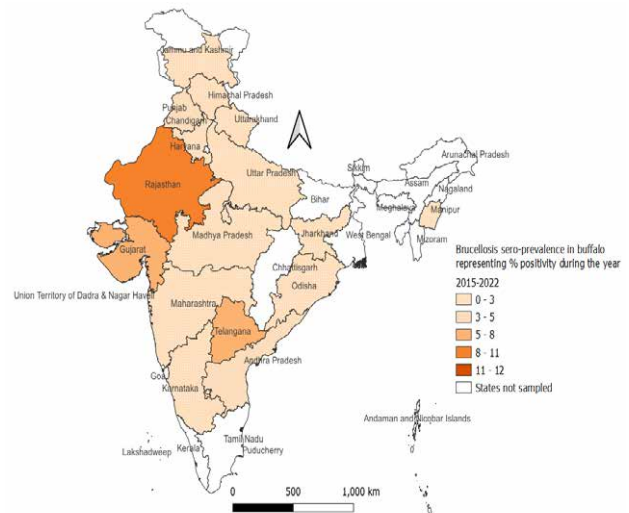 Jammu and Kashmir
Himachal Pradesh
Punjab
Chandigarh
Uttarakhand
Haryana
Arunachal Pradesh
Sikkim
Rajasthan
Uttar Pradesh
Assam
Nagaland
Bihar
Meghalaya
Manipur
Jharkhand
West Bengal
Mizoram
Gujarat
Madhya Pradesh
Chhattisgarh
Odisha
Union Territory of Dadra & Nagar Haveli
Maharashtra
Telangana
Andhra Pradesh
Goa
Karnataka
Andaman and Nicobar Islands
Tamil Nadu
Kerala
Puducherry
Lakshadweep
Brucellosis sero-prevalence in buffalo
representing % positivity during the year
2015-2022
0 - 3
3 - 5
5 - 8
8 - 11
11 - 12
States not sampled
0 500 1,000 km